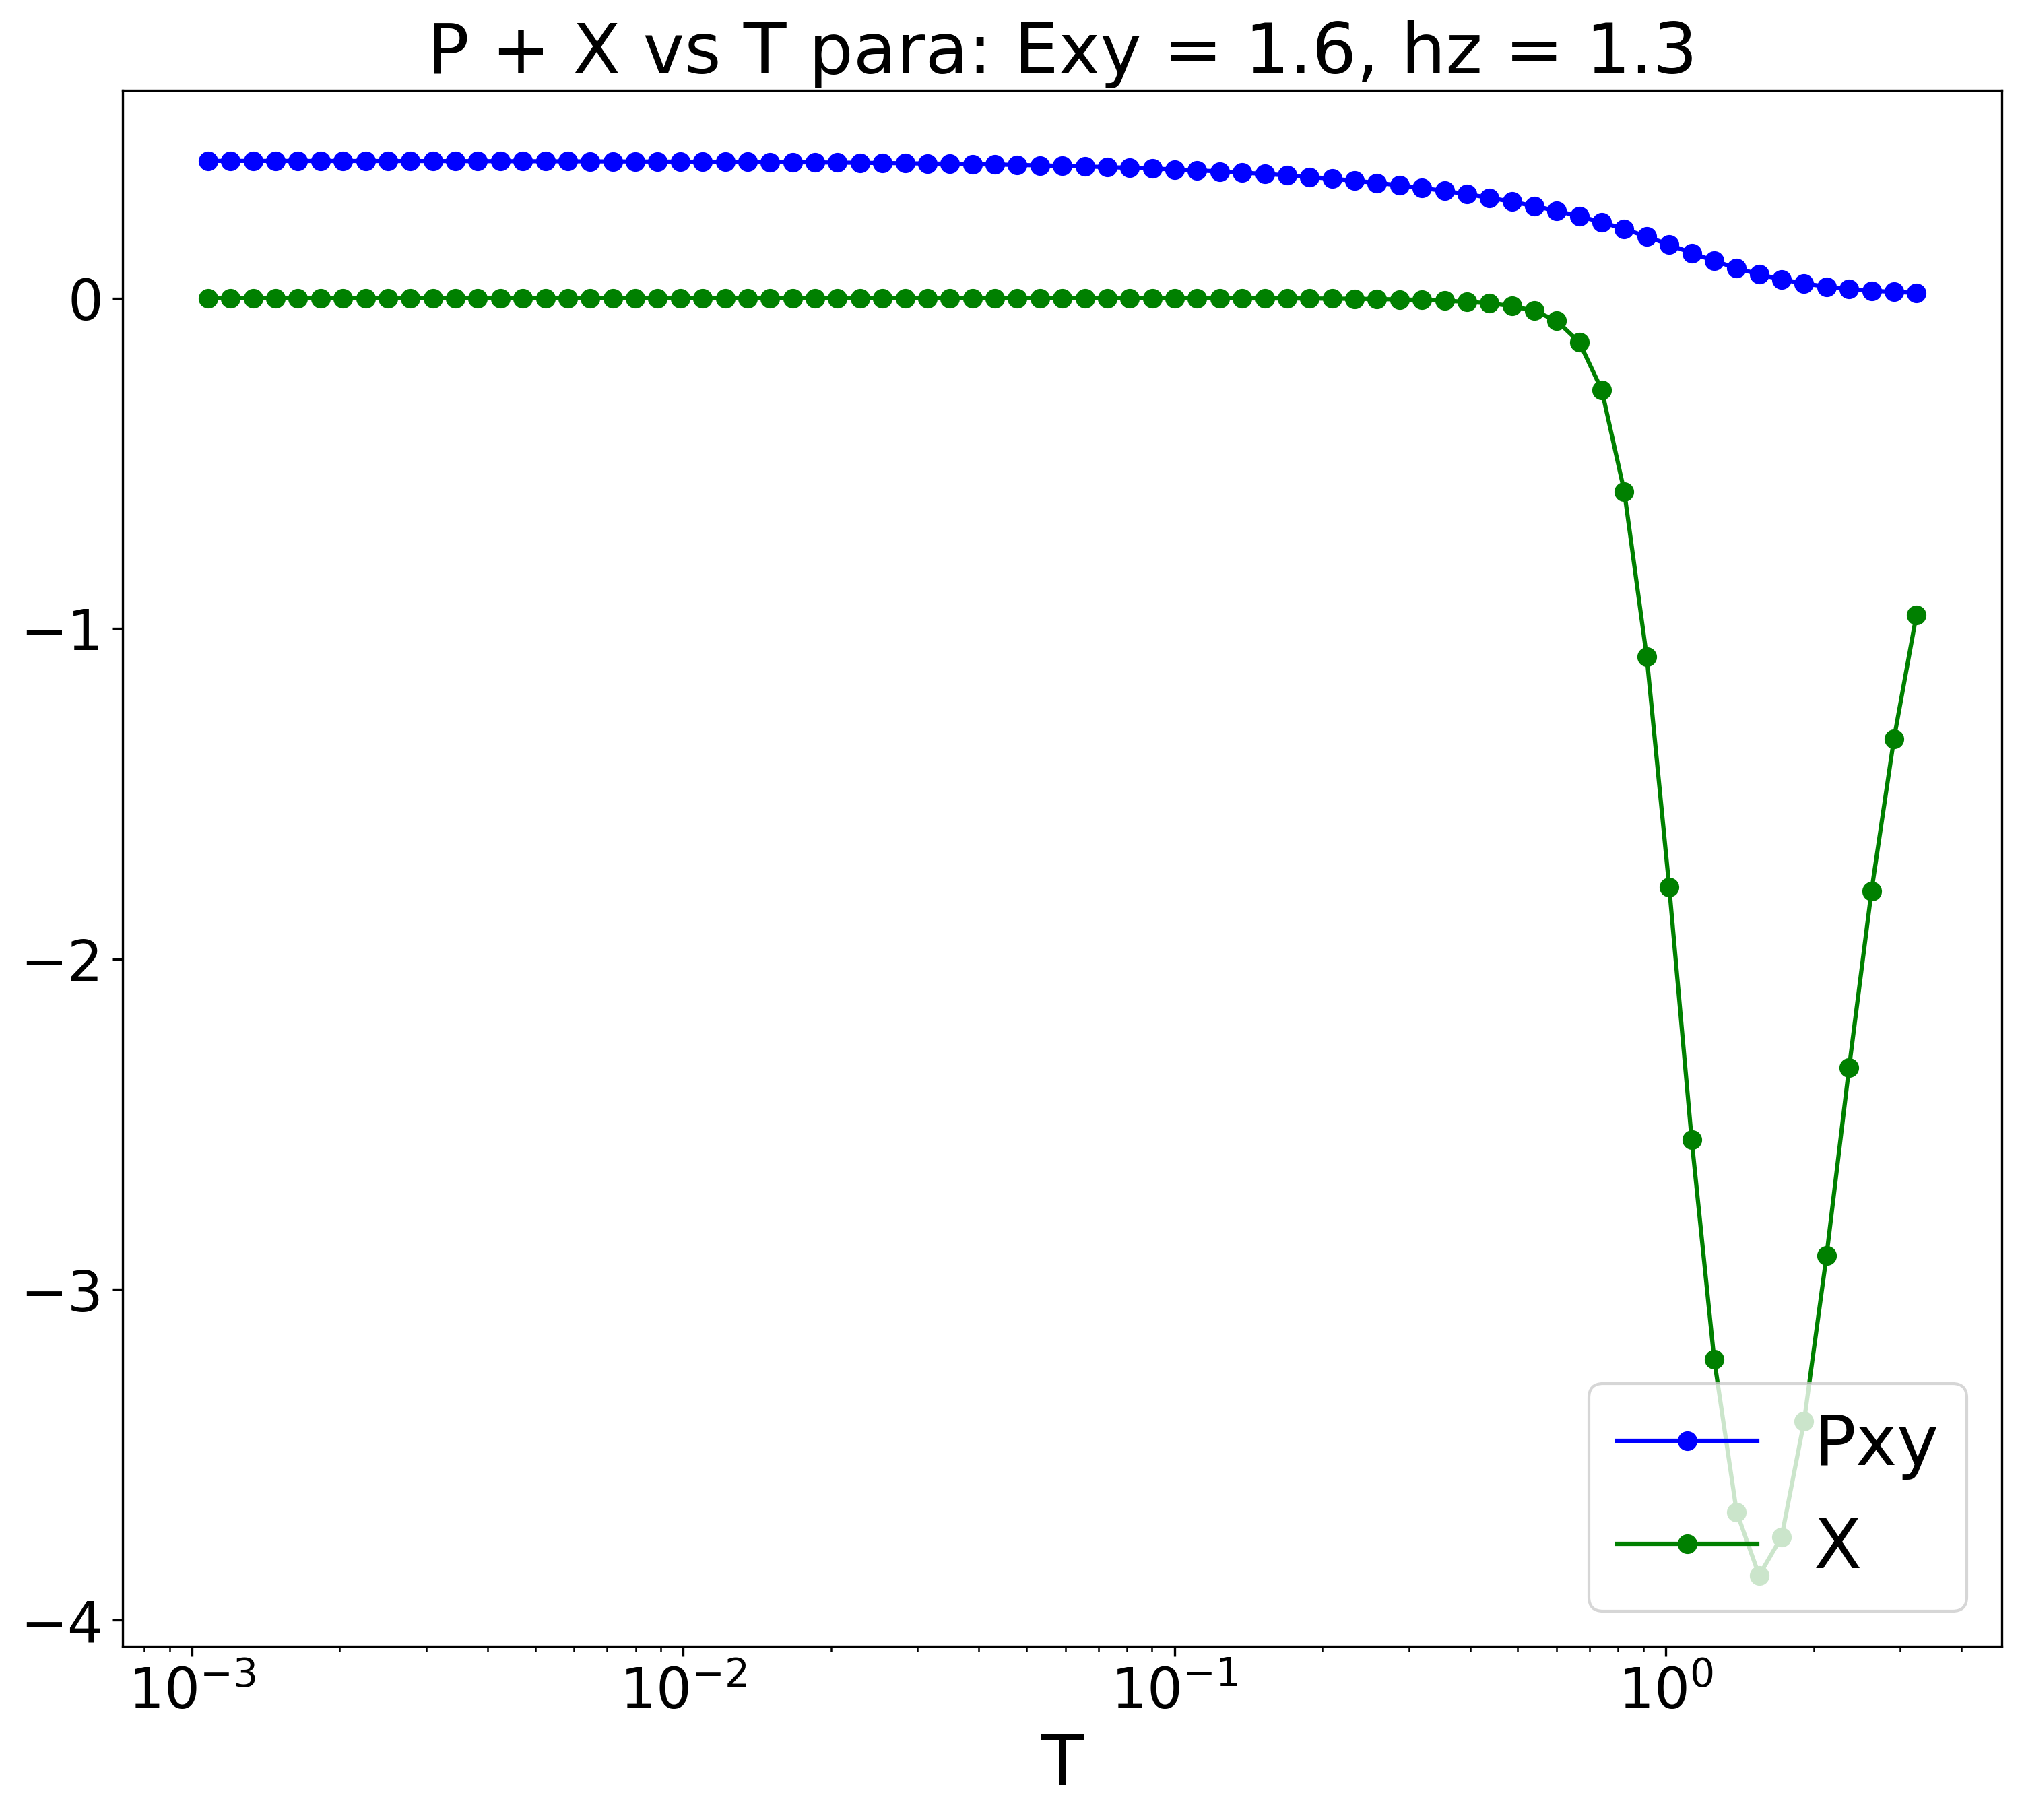 P + X vs T para: Exy = 1.6, hz = 1.3
0
−1
−2
−3
−4
Pxy
X
10⁻³ 10⁻² 10⁻¹ 10⁰
T